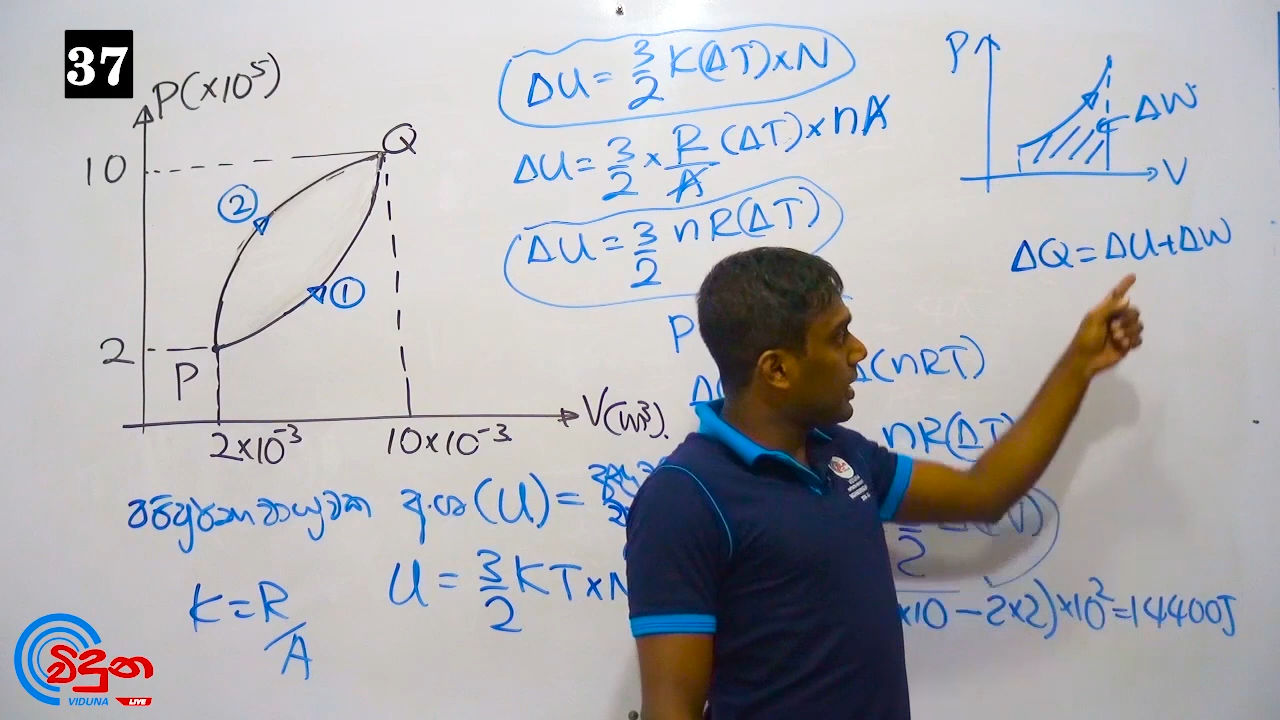 37
P(×10⁵)
10
②
①
Q
2
P
V(m³).
2×10⁻³
10×10⁻³
ΔU = 3/2 K(ΔT)×N
ΔU = 3/2 × R/A (ΔT)×nA
ΔU = 3/2 nR(ΔT)
P
Δ(nRT)
nR(ΔT)
2
×10 − 2×2)×10² = 14400J
(U) =
U = 3/2 KT×N
K = R/A
P
ΔW
V
ΔQ = ΔU+ΔW
විදුන
VIDUNA LIVE